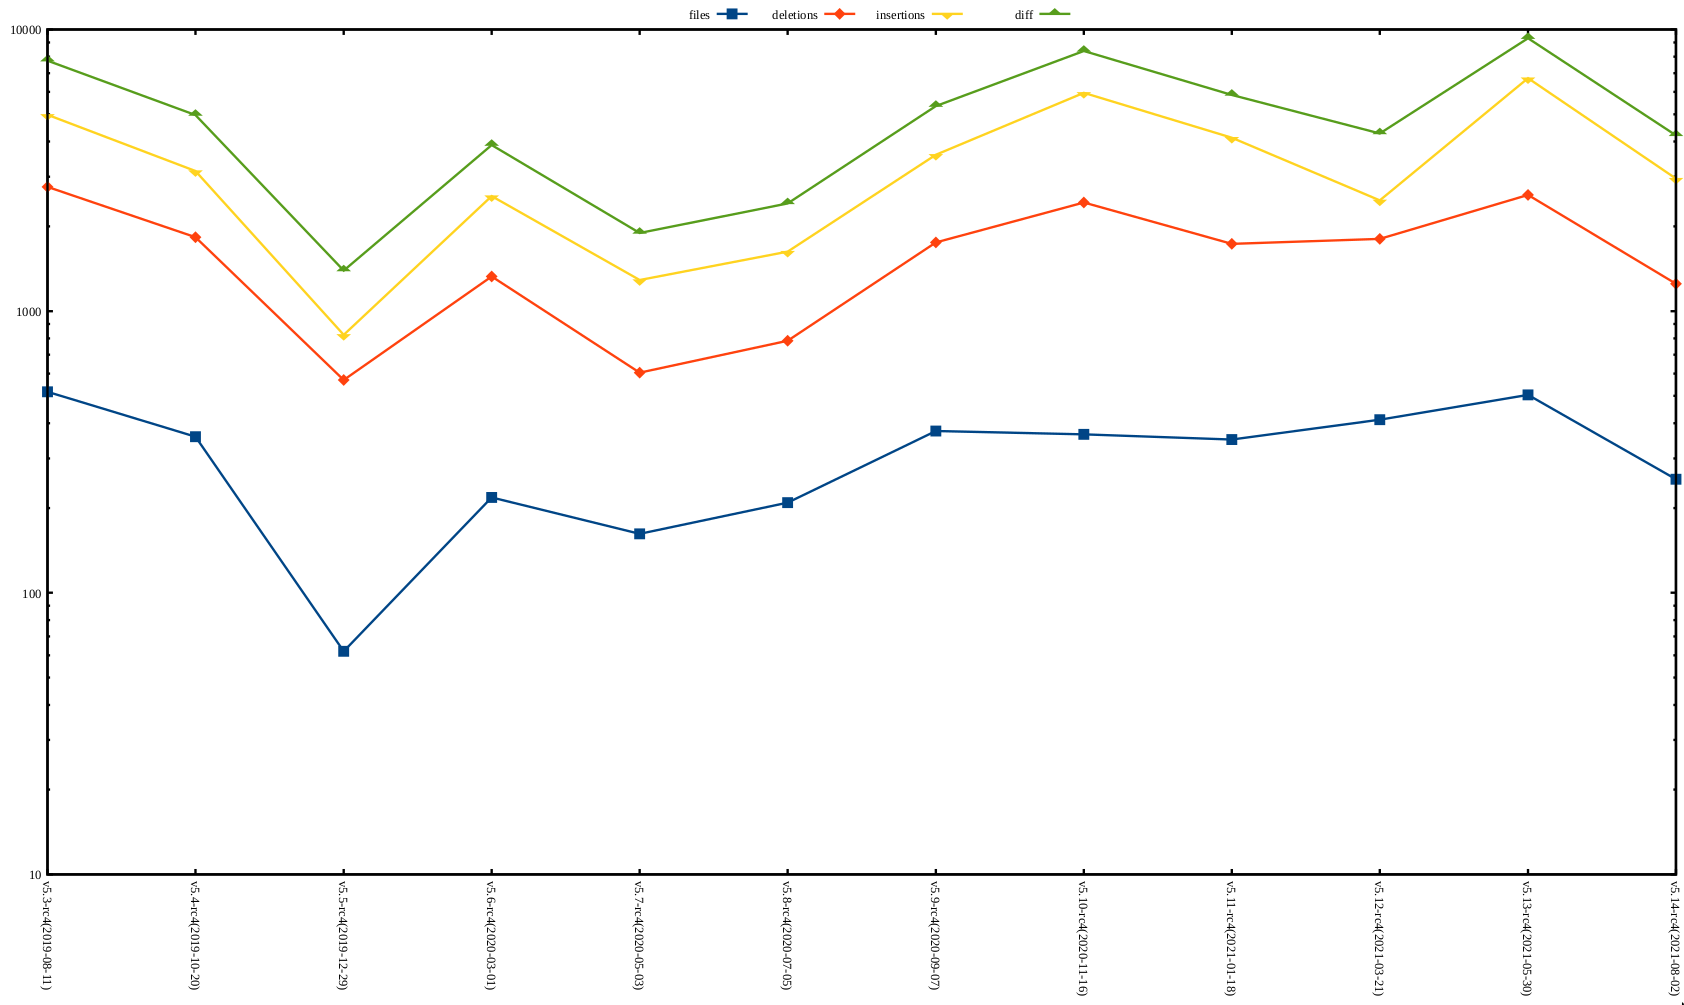 files deletions insertions diff
10000
1000
100
10
v5.3-rc4(2019-08-11)
v5.4-rc4(2019-10-20)
v5.5-rc4(2019-12-29)
v5.6-rc4(2020-03-01)
v5.7-rc4(2020-05-03)
v5.8-rc4(2020-07-05)
v5.9-rc4(2020-09-07)
v5.10-rc4(2020-11-16)
v5.11-rc4(2021-01-18)
v5.12-rc4(2021-03-21)
v5.13-rc4(2021-05-30)
v5.14-rc4(2021-08-02)